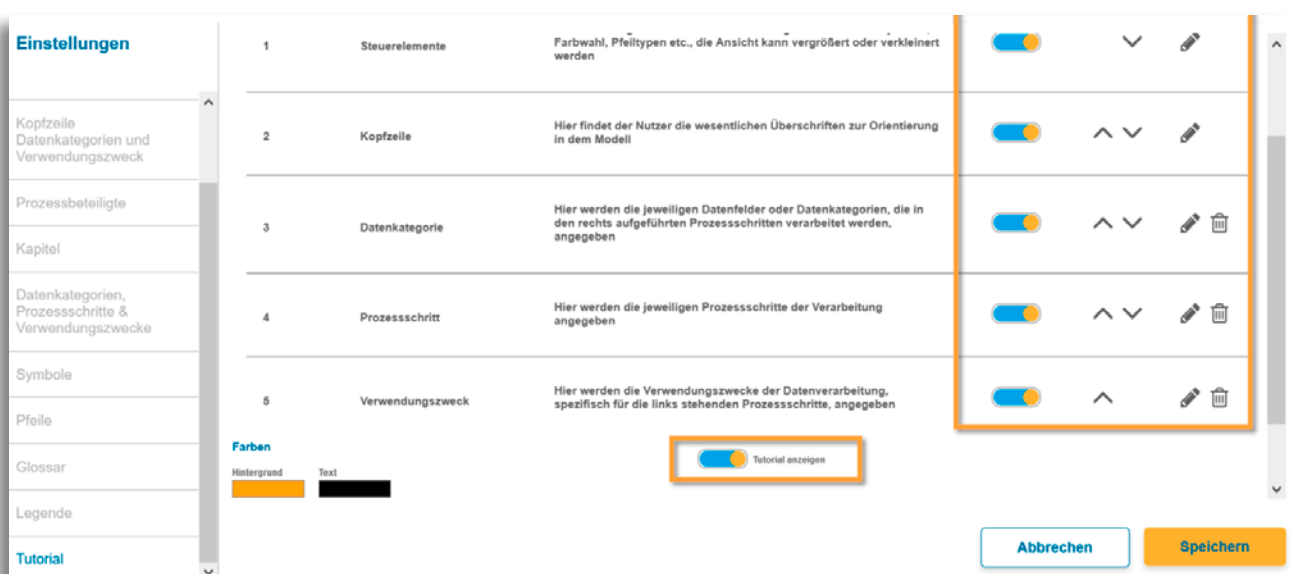 Einstellungen
Kopfzeile
Datenkategorien und
Verwendungszweck
Prozessbeteiligte
Kapitel
Datenkategorien,
Prozessschritte &
Verwendungszwecke
Symbole
Pfeile
Glossar
Legende
Tutorial
1
Steuerelemente
Farbwahl, Pfeiltypen etc., die Ansicht kann vergrößert oder verkleinert
werden
2
Kopfzeile
Hier findet der Nutzer die wesentlichen Überschriften zur Orientierung
in dem Modell
3
Datenkategorie
Hier werden die jeweiligen Datenfelder oder Datenkategorien, die in
den rechts aufgeführten Prozessschritten verarbeitet werden,
angegeben
4
Prozessschritt
Hier werden die jeweiligen Prozessschritte der Verarbeitung
angegeben
5
Verwendungszweck
Hier werden die Verwendungszwecke der Datenverarbeitung,
spezifisch für die links stehenden Prozessschritte, angegeben
Farben
Hintergrund
Text
Tutorial anzeigen
Abbrechen
Speichern